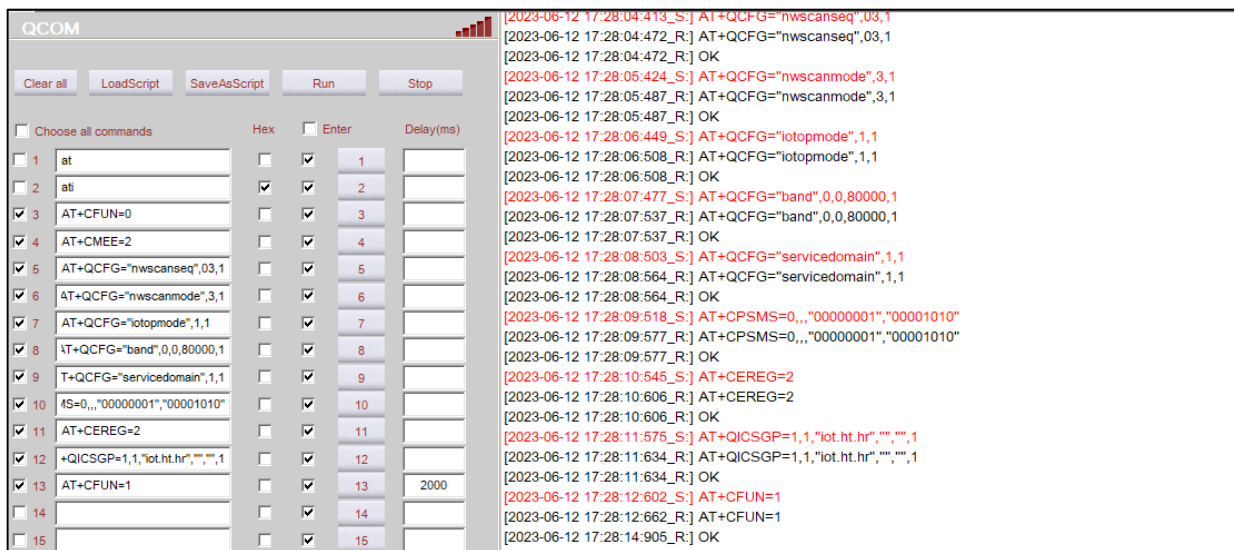 QCOM
Clear all LoadScript SaveAsScript Run Stop
Choose all commands Hex Enter Delay(ms)
1 at 1
2 ati 2
3 AT+CFUN=0 3
4 AT+CMEE=2 4
5 AT+QCFG="nwscanseq",03,1 5
6 AT+QCFG="nwscanmode",3,1 6
7 AT+QCFG="iotopmode",1,1 7
8 \T+QCFG="band",0,0,80000,1 8
9 T+QCFG="servicedomain",1,1 9
10 MS=0,,,"00000001","00001010" 10
11 AT+CEREG=2 11
12 +QICSGP=1,1,"iot.ht.hr","","",1 12
13 AT+CFUN=1 13 2000
14 14
15 15
[2023-06-12 17:28:04:413_S:] AT+QCFG="nwscanseq",03,1
[2023-06-12 17:28:04:472_R:] AT+QCFG="nwscanseq",03,1
[2023-06-12 17:28:04:472_R:] OK
[2023-06-12 17:28:05:424_S:] AT+QCFG="nwscanmode",3,1
[2023-06-12 17:28:05:487_R:] AT+QCFG="nwscanmode",3,1
[2023-06-12 17:28:05:487_R:] OK
[2023-06-12 17:28:06:449_S:] AT+QCFG="iotopmode",1,1
[2023-06-12 17:28:06:508_R:] AT+QCFG="iotopmode",1,1
[2023-06-12 17:28:06:508_R:] OK
[2023-06-12 17:28:07:477_S:] AT+QCFG="band",0,0,80000,1
[2023-06-12 17:28:07:537_R:] AT+QCFG="band",0,0,80000,1
[2023-06-12 17:28:07:537_R:] OK
[2023-06-12 17:28:08:503_S:] AT+QCFG="servicedomain",1,1
[2023-06-12 17:28:08:564_R:] AT+QCFG="servicedomain",1,1
[2023-06-12 17:28:08:564_R:] OK
[2023-06-12 17:28:09:518_S:] AT+CPSMS=0,,,"00000001","00001010"
[2023-06-12 17:28:09:577_R:] AT+CPSMS=0,,,"00000001","00001010"
[2023-06-12 17:28:09:577_R:] OK
[2023-06-12 17:28:10:545_S:] AT+CEREG=2
[2023-06-12 17:28:10:606_R:] AT+CEREG=2
[2023-06-12 17:28:10:606_R:] OK
[2023-06-12 17:28:11:575_S:] AT+QICSGP=1,1,"iot.ht.hr","","",1
[2023-06-12 17:28:11:634_R:] AT+QICSGP=1,1,"iot.ht.hr","","",1
[2023-06-12 17:28:11:634_R:] OK
[2023-06-12 17:28:12:602_S:] AT+CFUN=1
[2023-06-12 17:28:12:662_R:] AT+CFUN=1
[2023-06-12 17:28:14:905_R:] OK